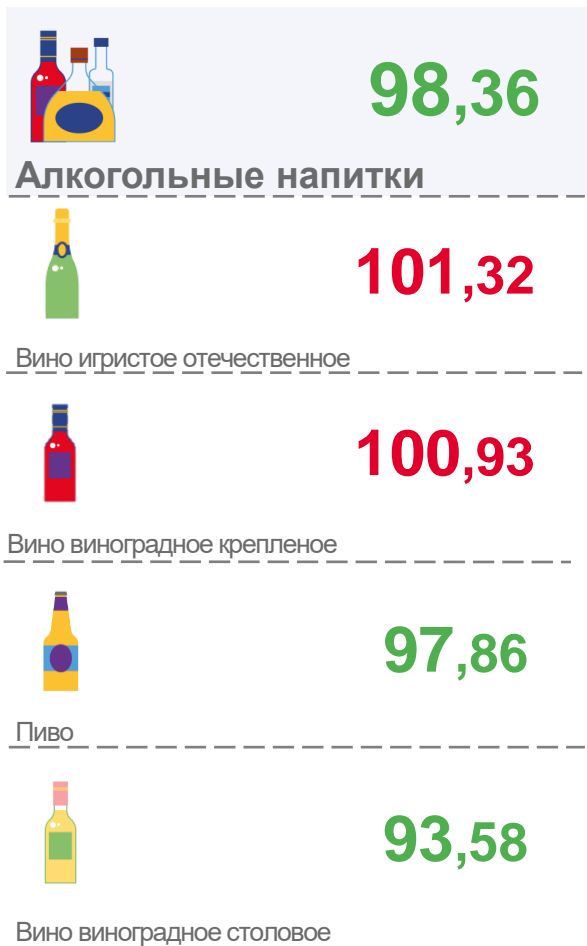 98,36
Алкогольные напитки
101,32
Вино игристое отечественное
100,93
Вино виноградное крепленое
97,86
Пиво
93,58
Вино виноградное столовое